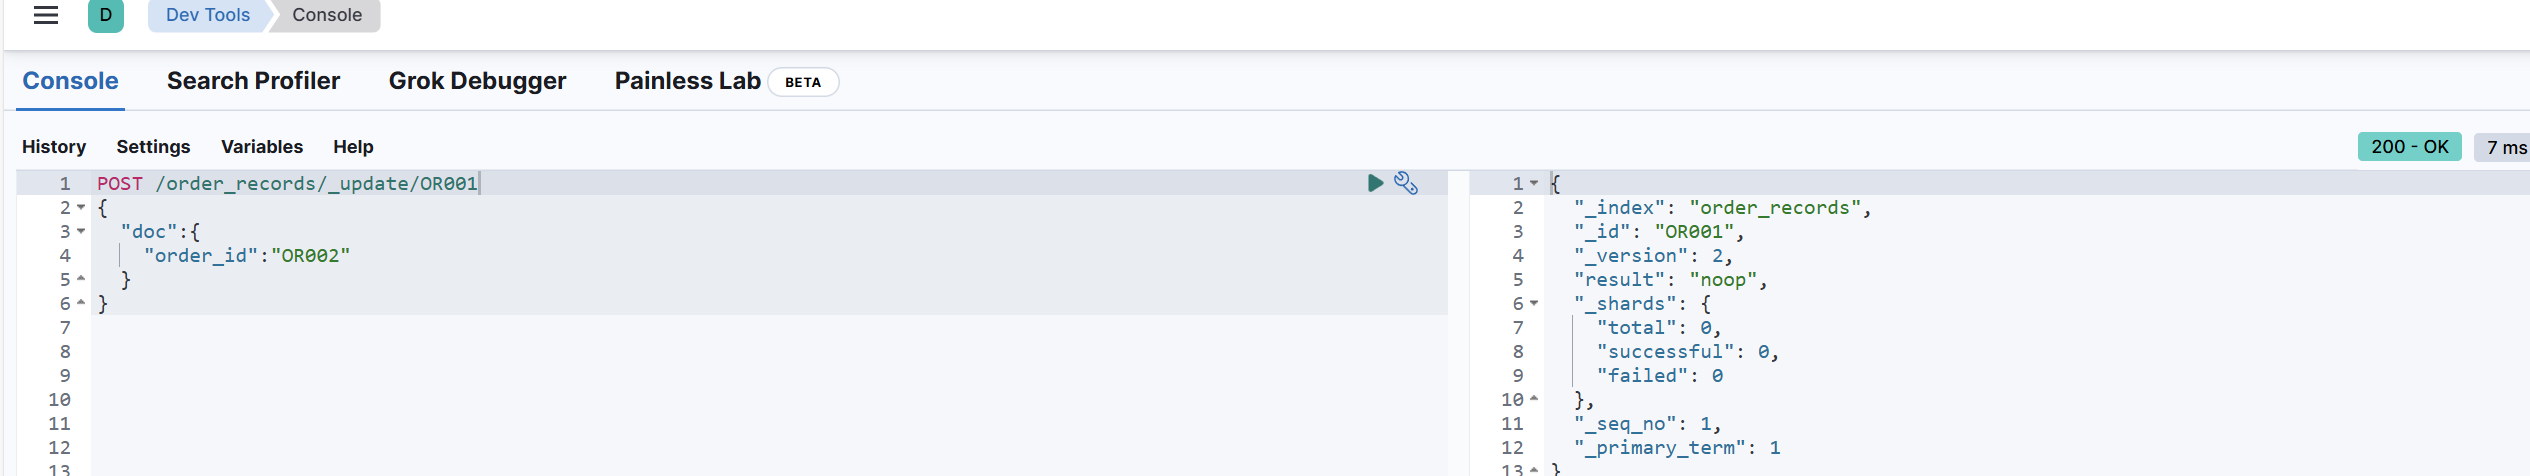 D Dev Tools Console
Console Search Profiler Grok Debugger Painless Lab BETA
History Settings Variables Help
200 - OK 7 ms
1 POST /order_records/_update/OR001
2 {
3 "doc":{
4 "order_id":"OR002"
5 }
6 }
7
8
9
10
11
12
13
1 {
2 "_index": "order_records",
3 "_id": "OR001",
4 "_version": 2,
5 "result": "noop",
6 "_shards": {
7 "total": 0,
8 "successful": 0,
9 "failed": 0
10 },
11 "_seq_no": 1,
12 "_primary_term": 1
13 }